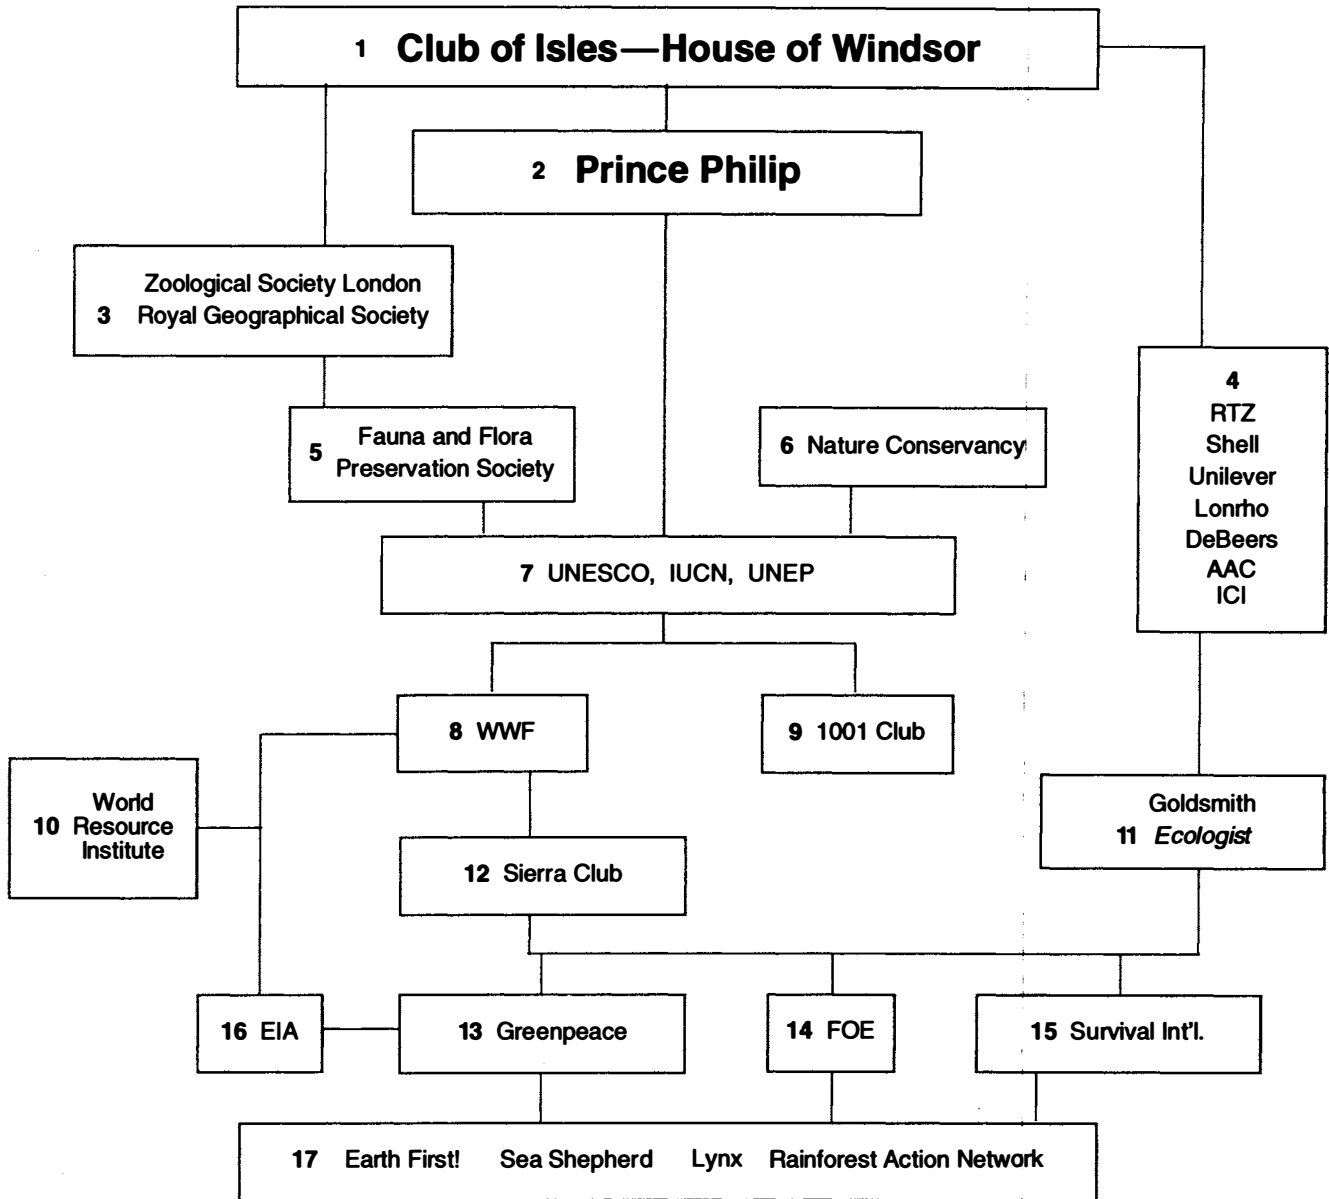 1 Club of Isles—House of Windsor
2 Prince Philip
Zoological Society London
3 Royal Geographical Society
4
RTZ
Shell
Unilever
Lonrho
DeBeers
AAC
ICI
5 Fauna and Flora
Preservation Society
6 Nature Conservancy
7 UNESCO, IUCN, UNEP
8 WWF
9 1001 Club
World
10 Resource
Institute
Goldsmith
11 Ecologist
12 Sierra Club
16 EIA
13 Greenpeace
14 FOE
15 Survival Int'l.
17 Earth First! Sea Shepherd Lynx Rainforest Action Network